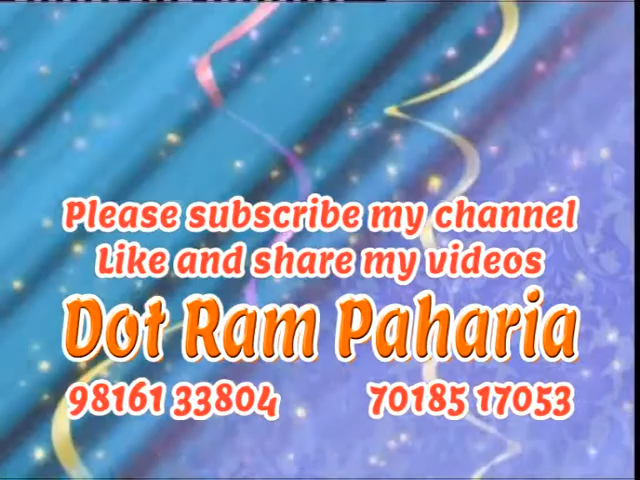 Please subscribe my channel
Like and share my videos
Dot Ram Paharia
98161 33804 70185 17053